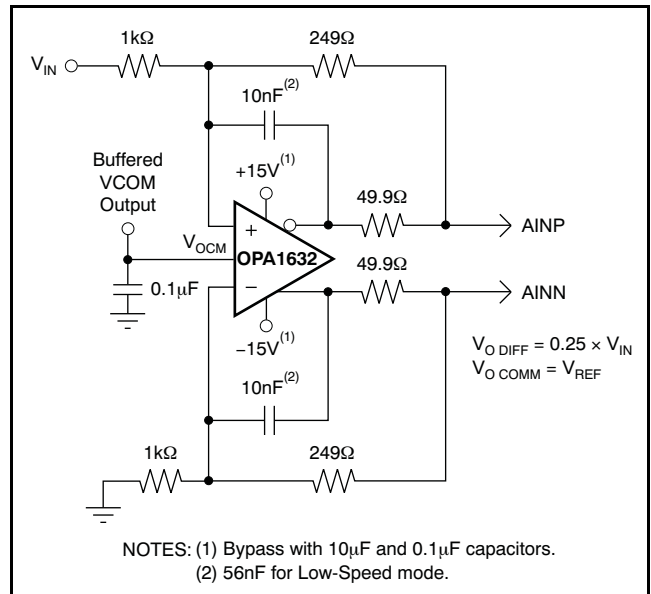 1kΩ
249Ω
V_IN
10nF(2)
Buffered
VCOM
Output
+15V(1)
49.9Ω
AINP
+
V_OCM
OPA1632
49.9Ω
0.1µF
−
AINN
−15V(1)
V_O DIFF = 0.25 × V_IN
V_O COMM = V_REF
10nF(2)
1kΩ
249Ω
NOTES: (1) Bypass with 10µF and 0.1µF capacitors.
(2) 56nF for Low-Speed mode.